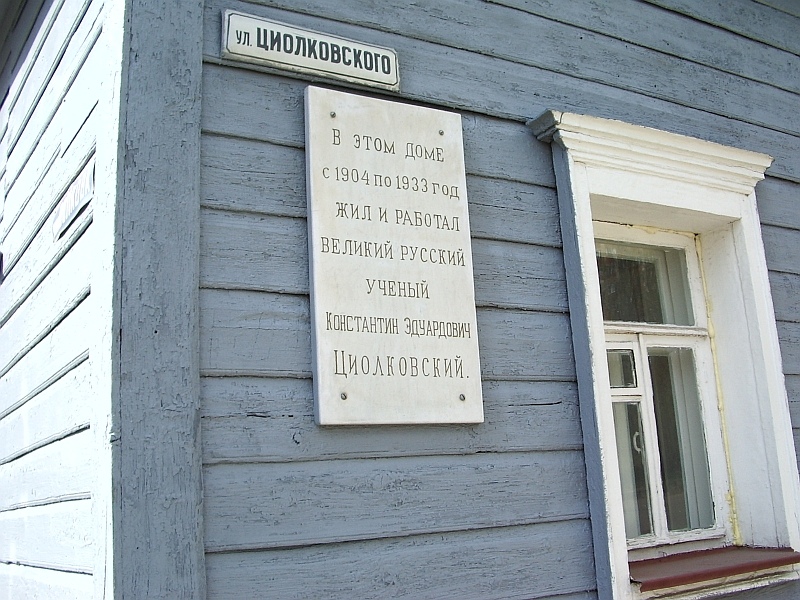 ул. ЦИОЛКОВСКОГО
В ЭТОМ ДОМЕ
С 1904 ПО 1933 ГОД
ЖИЛ И РАБОТАЛ
ВЕЛИКИЙ РУССКИЙ
УЧЕНЫЙ
КОНСТАНТИН ЭДУАРДОВИЧ
ЦИОЛКОВСКИЙ.